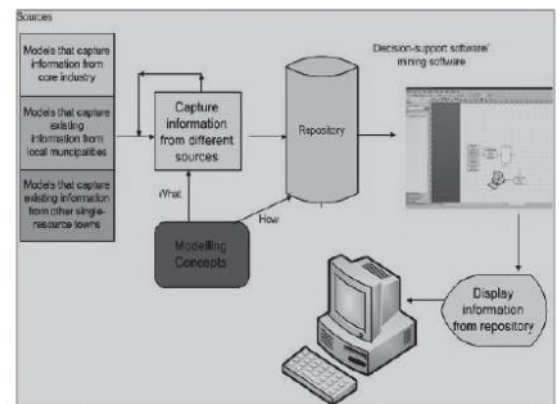 Sources
Models that capture
information from
core industry
Models that capture
existing
information from
local muncipalities
Models that capture
existing information
from other single-
resource towns
Capture
information
from different
sources
Repository
Decision-support software/
mining software
What
How
Modelling
Concepts
Display
information
from repository